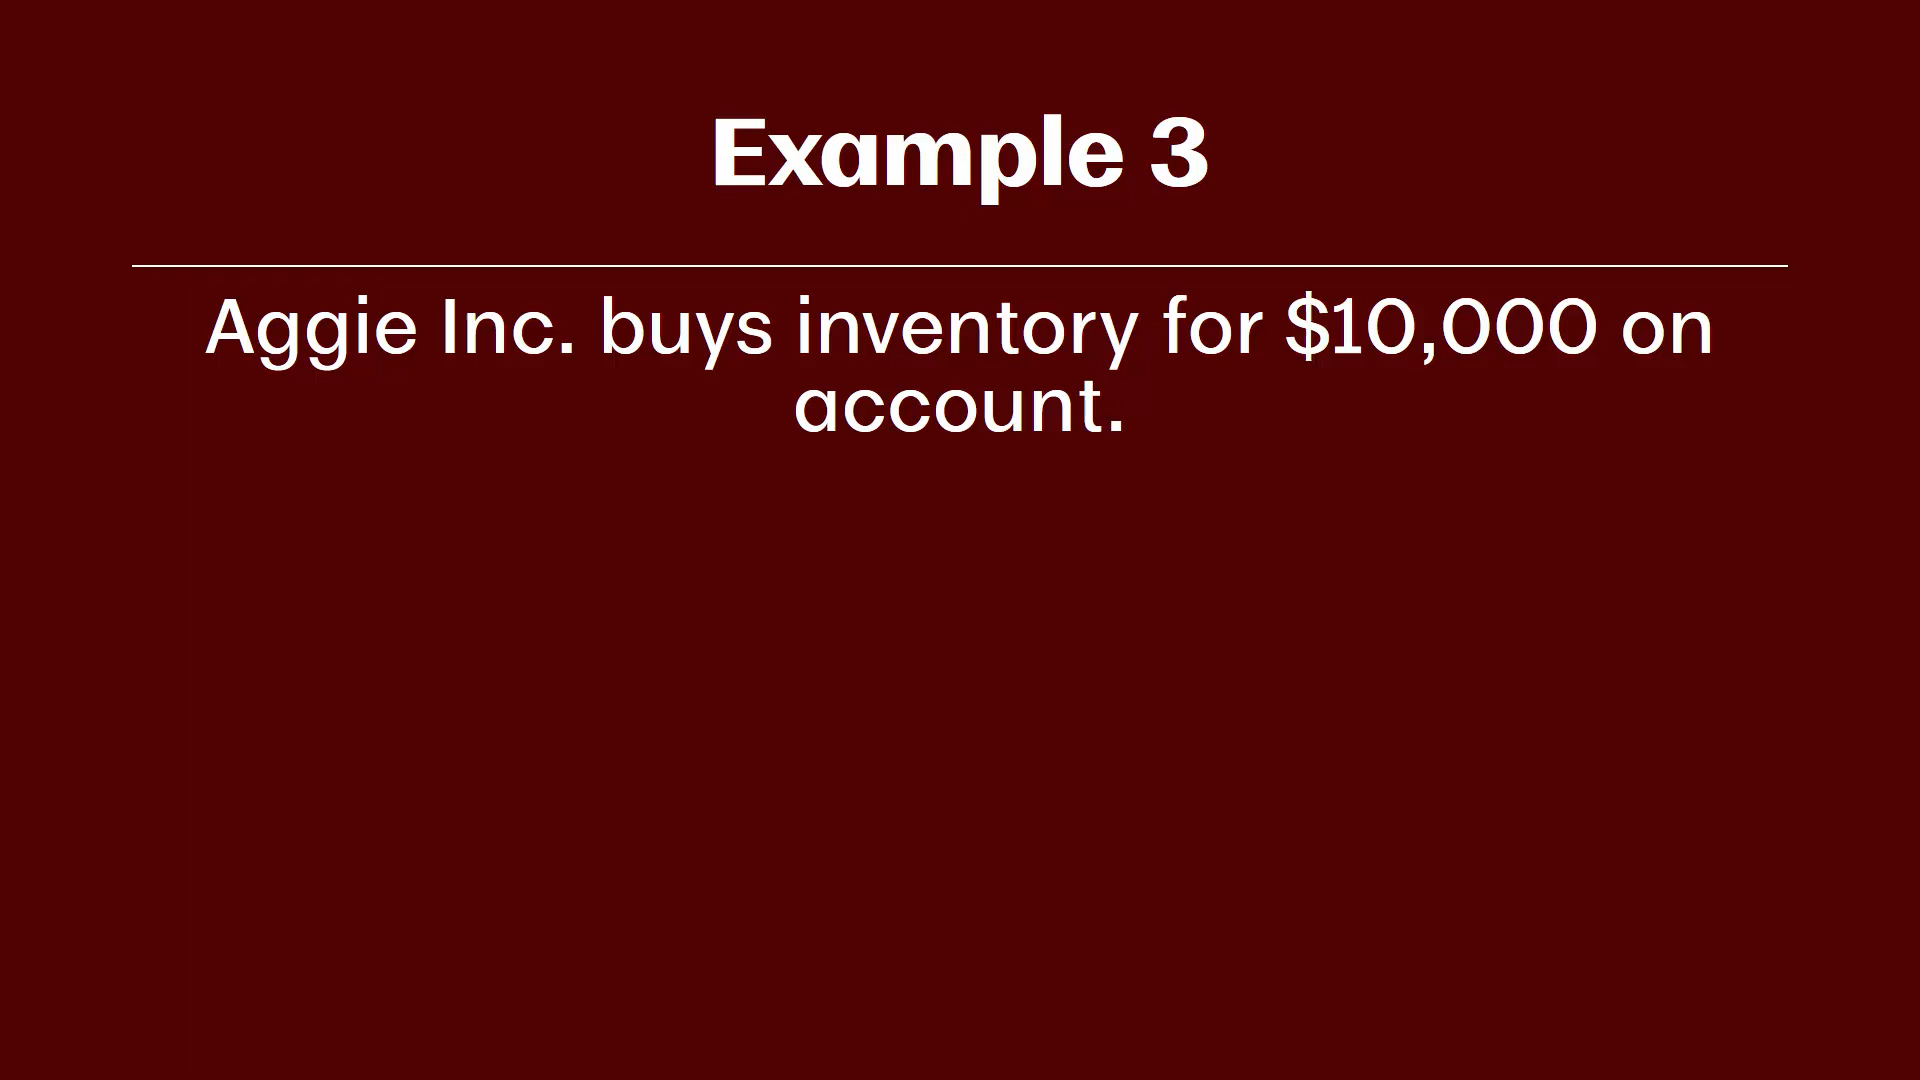 Example 3
Aggie Inc. buys inventory for $10,000 on
account.